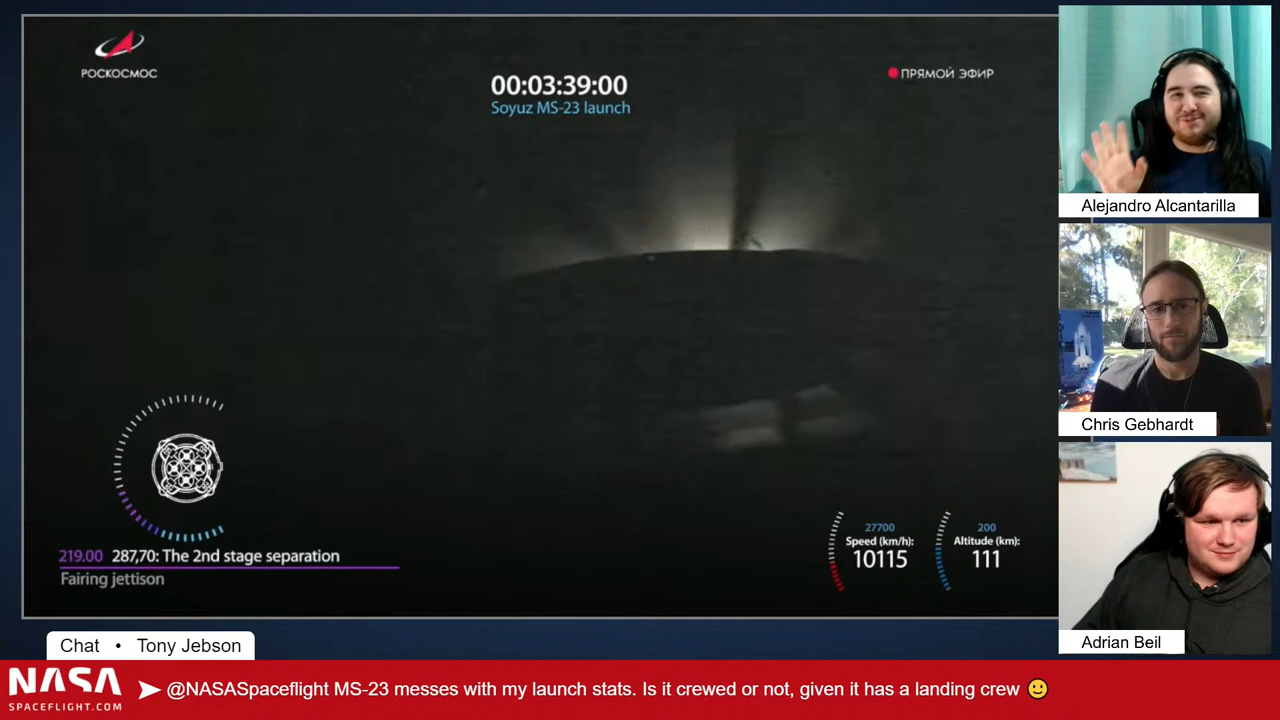 РОСКОСМОС
00:03:39:00
Soyuz MS-23 launch
ПРЯМОЙ ЭФИР
219.00 287,70: The 2nd stage separation
Fairing jettison
27700
Speed (km/h):
10115
200
Altitude (km):
111
Alejandro Alcantarilla
Chris Gebhardt
Adrian Beil
Chat • Tony Jebson
NASA
SPACEFLIGHT.COM
@NASASpaceflight MS-23 messes with my launch stats. Is it crewed or not, given it has a landing crew 🙂